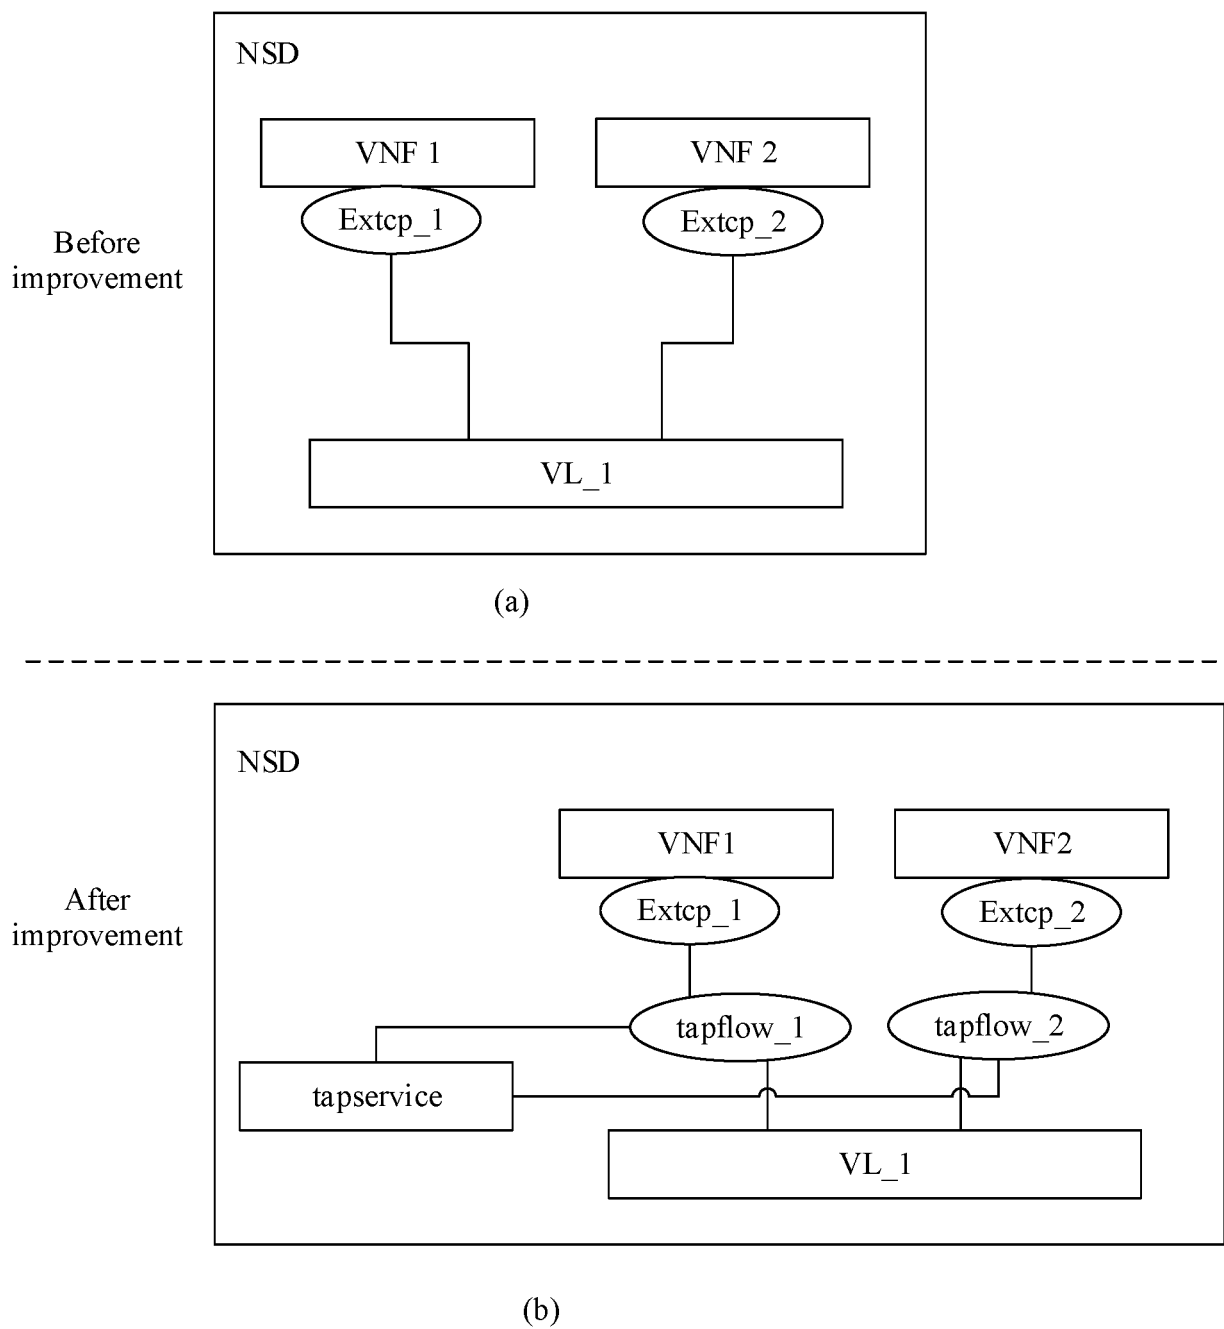 NSD
VNF 1
VNF 2
Extcp_1
Extcp_2
Before
improvement
VL_1
(a)
NSD
VNF1
VNF2
Extcp_1
Extcp_2
After
improvement
tapflow_1
tapflow_2
tapservice
VL_1
(b)